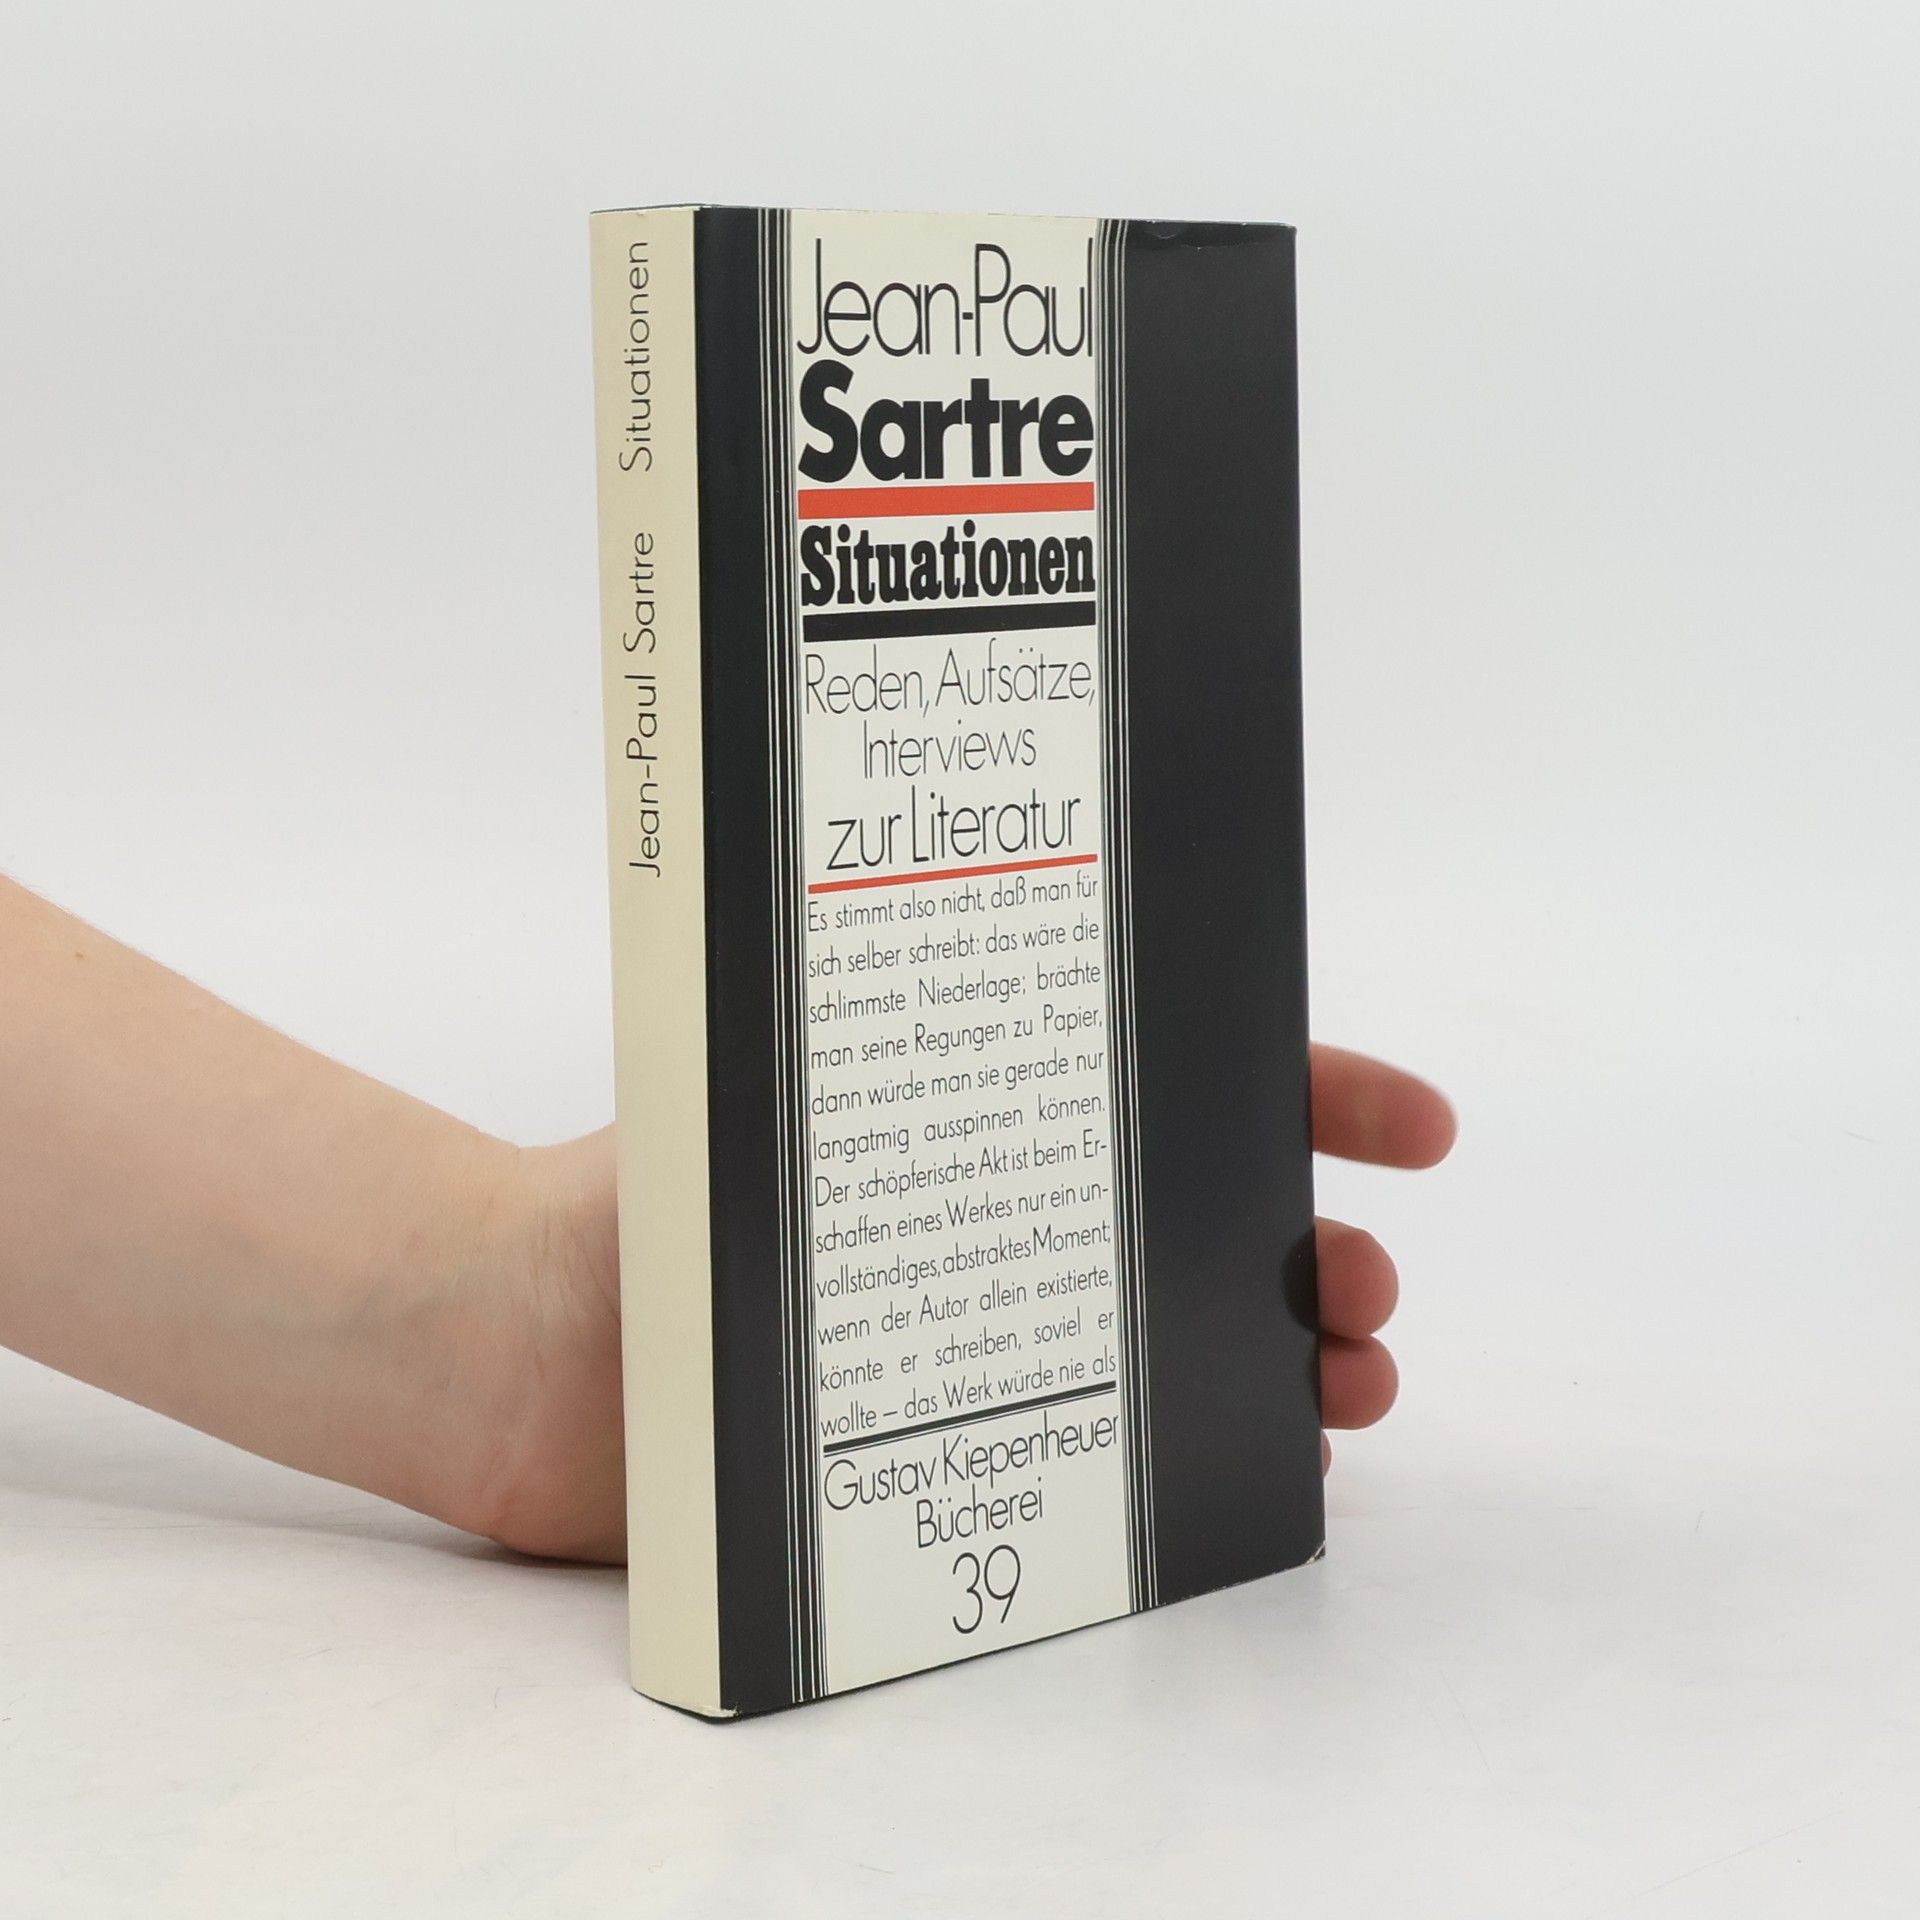 Jean-Paul Sartre Situationen
Jean-Paul
Sartre
Situationen
Reden, Aufsätze,
Interviews
zur Literatur
Es stimmt also nicht, daß man für
sich selber schreibt: das wäre die
schlimmste Niederlage; brächte
man seine Regungen zu Papier,
dann würde man sie gerade nur
langatmig ausspinnen können.
Der schöpferische Akt ist beim Er-
schaffen eines Werkes nur ein un-
vollständiges, abstraktes Moment;
wenn der Autor allein existierte,
könnte er schreiben, soviel er
wollte – das Werk würde nie als
Gustav Kiepenheuer
Bücherei
39